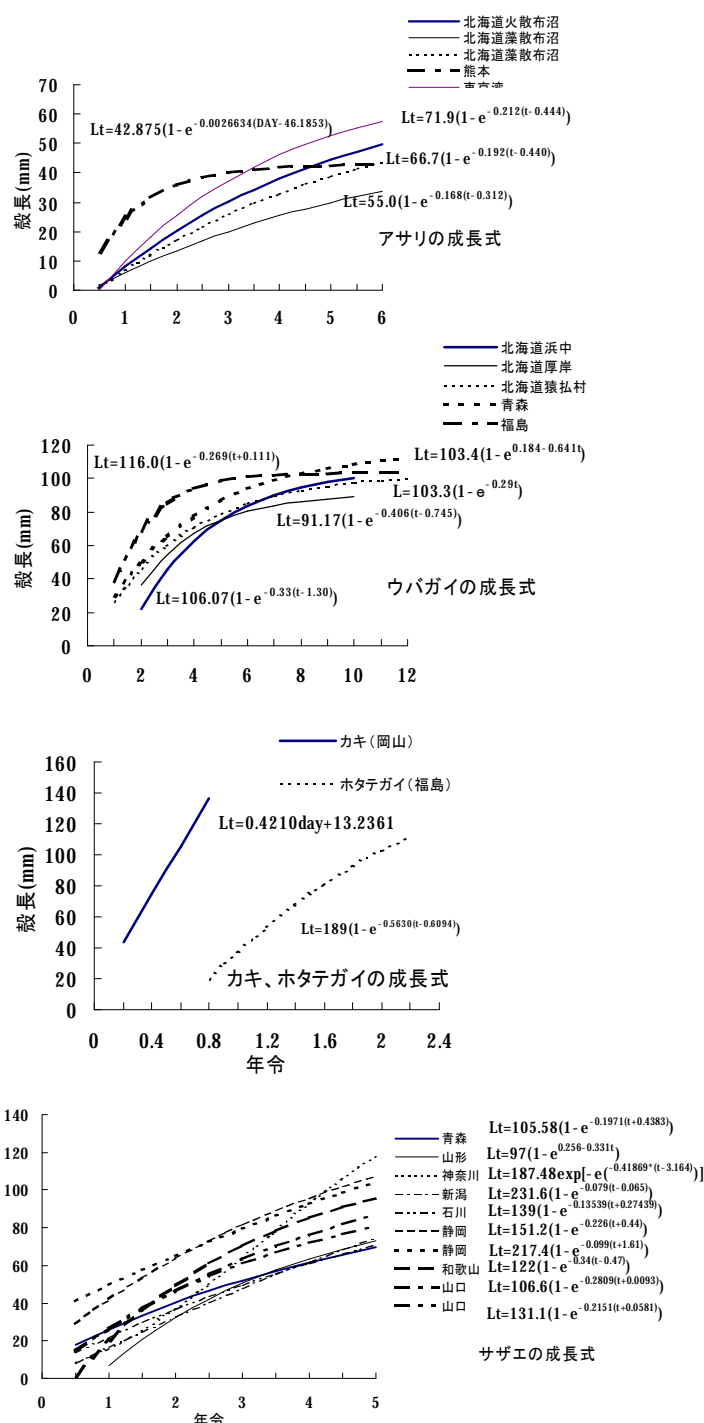 北海道火散布沼
北海道藻散布沼
北海道藻散布沼
熊本
東京湾
70
60
50
40
30
20
10
0
殻長(mm)
Lt=42.875(1-e^-0.0026634(DAY-46.1853))
Lt=71.9(1-e^-0.212(t-0.444))
Lt=66.7(1-e^-0.192(t-0.440))
Lt=55.0(1-e^-0.168(t-0.312))
アサリの成長式
0 1 2 3 4 5 6
北海道浜中
北海道厚岸
北海道猿払村
青森
福島
120
100
80
60
40
20
0
殻長(mm)
Lt=116.0(1-e^-0.269(t+0.111))
Lt=103.4(1-e^0.184-0.641t)
L=103.3(1-e^-0.29t)
Lt=91.17(1-e^-0.406(t-0.745))
Lt=106.07(1-e^-0.33(t-1.30))
ウバガイの成長式
0 2 4 6 8 10 12
カキ(岡山)
ホタテガイ(福島)
160
140
120
100
80
60
40
20
0
殻長(mm)
Lt=0.4210day+13.2361
Lt=189(1-e^-0.5630(t-0.6094))
カキ、ホタテガイの成長式
0 0.4 0.8 1.2 1.6 2 2.4
年令
140
120
100
80
60
40
20
0
青森 Lt=105.58(1-e^-0.1971(t+0.4383))
山形 Lt=97(1-e^0.256-0.331t)
神奈川 Lt=187.48exp[-e(^-0.41869*(t-3.164))]
新潟 Lt=231.6(1-e^-0.079(t-0.065))
石川 Lt=139(1-e^-0.13539(t+0.27439))
静岡 Lt=151.2(1-e^-0.226(t+0.44))
静岡 Lt=217.4(1-e^-0.099(t+1.61))
和歌山 Lt=122(1-e^-0.34(t-0.47))
山口 Lt=106.6(1-e^-0.2809(t+0.0093))
山口 Lt=131.1(1-e^-0.2151(t+0.0581))
サザエの成長式
0 1 2 3 4 5
年令